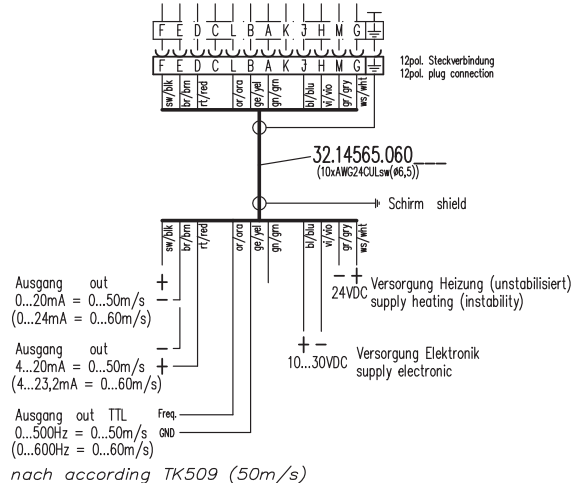 F E D C L B A K J H M G
F E D C L B A K J H M G
12pol. Steckverbindung
12pol. plug connection
sw/blk br/brn rt/red or/ora ge/yel gn/grn bl/blu vi/vio gr/gry ws/wht
32.14565.060___
(10xAWG24CULsw(ø6,5))
Schirm shield
sw/blk br/brn rt/red or/ora ge/yel gn/grn bl/blu vi/vio gr/gry ws/wht
Ausgang out +
0...20mA = 0...50m/s −
(0...24mA = 0...60m/s)
− +
24VDC
Versorgung Heizung (unstabilisiert)
supply heating (instability)
Ausgang out −
4...20mA = 0...50m/s +
(4...23,2mA = 0...60m/s)
+ −
10...30VDC
Versorgung Elektronik
supply electronic
Ausgang out TTL Freq.
0...500Hz = 0...50m/s GND
(0...600Hz = 0...60m/s)
nach according TK509 (50m/s)